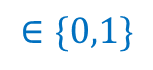 ∈ {0,1}